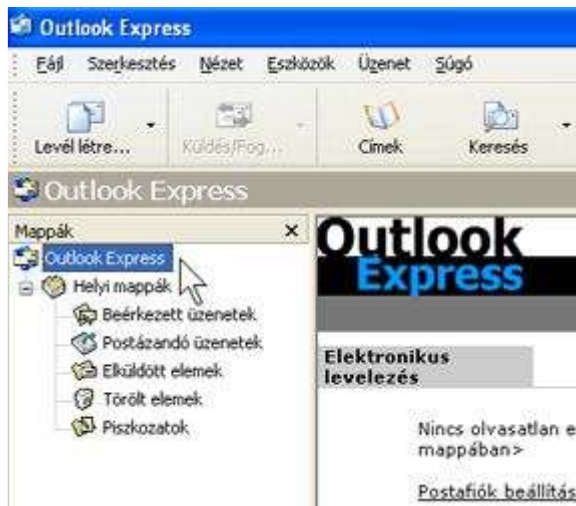 Outlook Express
Fájl Szerkesztés Nézet Eszközök Üzenet Súgó
Levél létre... Küldés/Fog... Címek Keresés
Outlook Express
Mappák
Outlook Express
Helyi mappák
Beérkezett üzenetek
Postázandó üzenetek
Elküldött elemek
Törölt elemek
Piszkozatok
Outlook
Express
Elektronikus
levelezés
Nincs olvasatlan e
mappában>
Postafiók beállítás